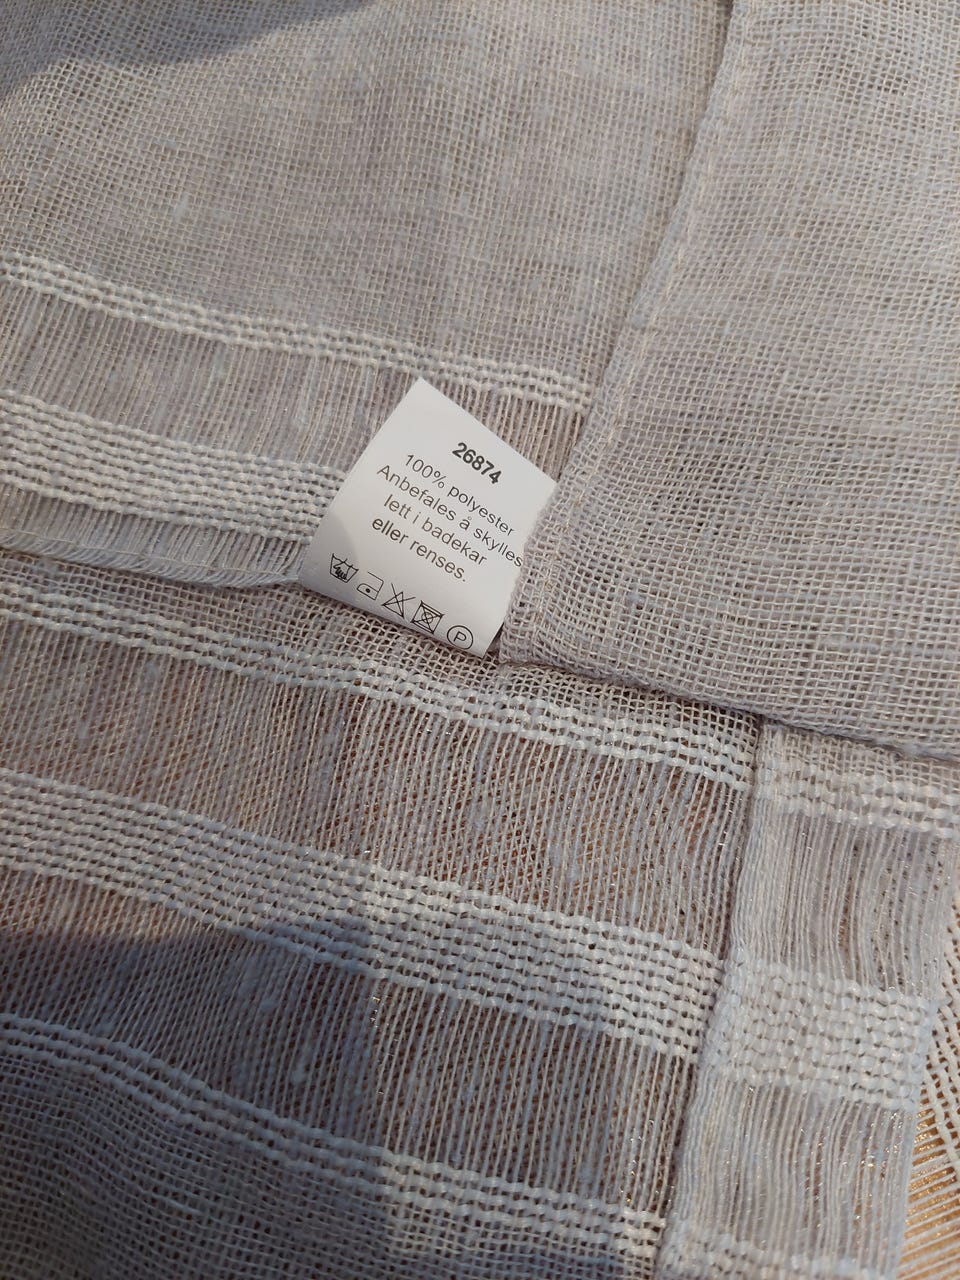 26874
100% polyester
Anbefales å skylles
lett i badekar
eller renses.
P